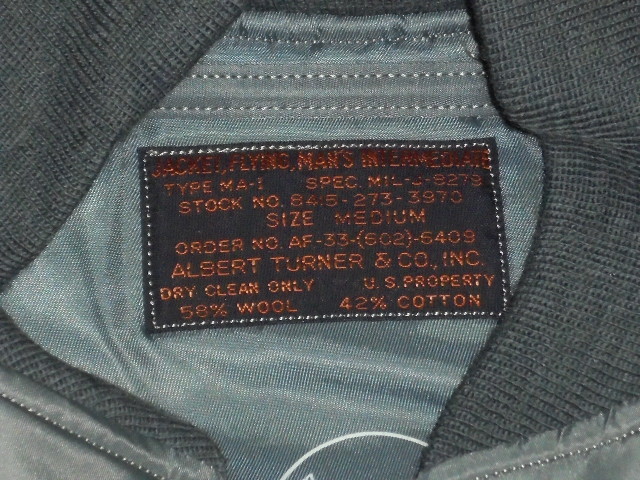 JACKET, FLYING, MAN'S INTERMEDIATE
TYPE MA-1 SPEC. MIL-J-8279
STOCK NO. 8415-273-3970
SIZE MEDIUM
ORDER NO. AF-33-(602)-6409
ALBERT TURNER & CO., INC.
DRY CLEAN ONLY U.S. PROPERTY
58% WOOL 42% COTTON